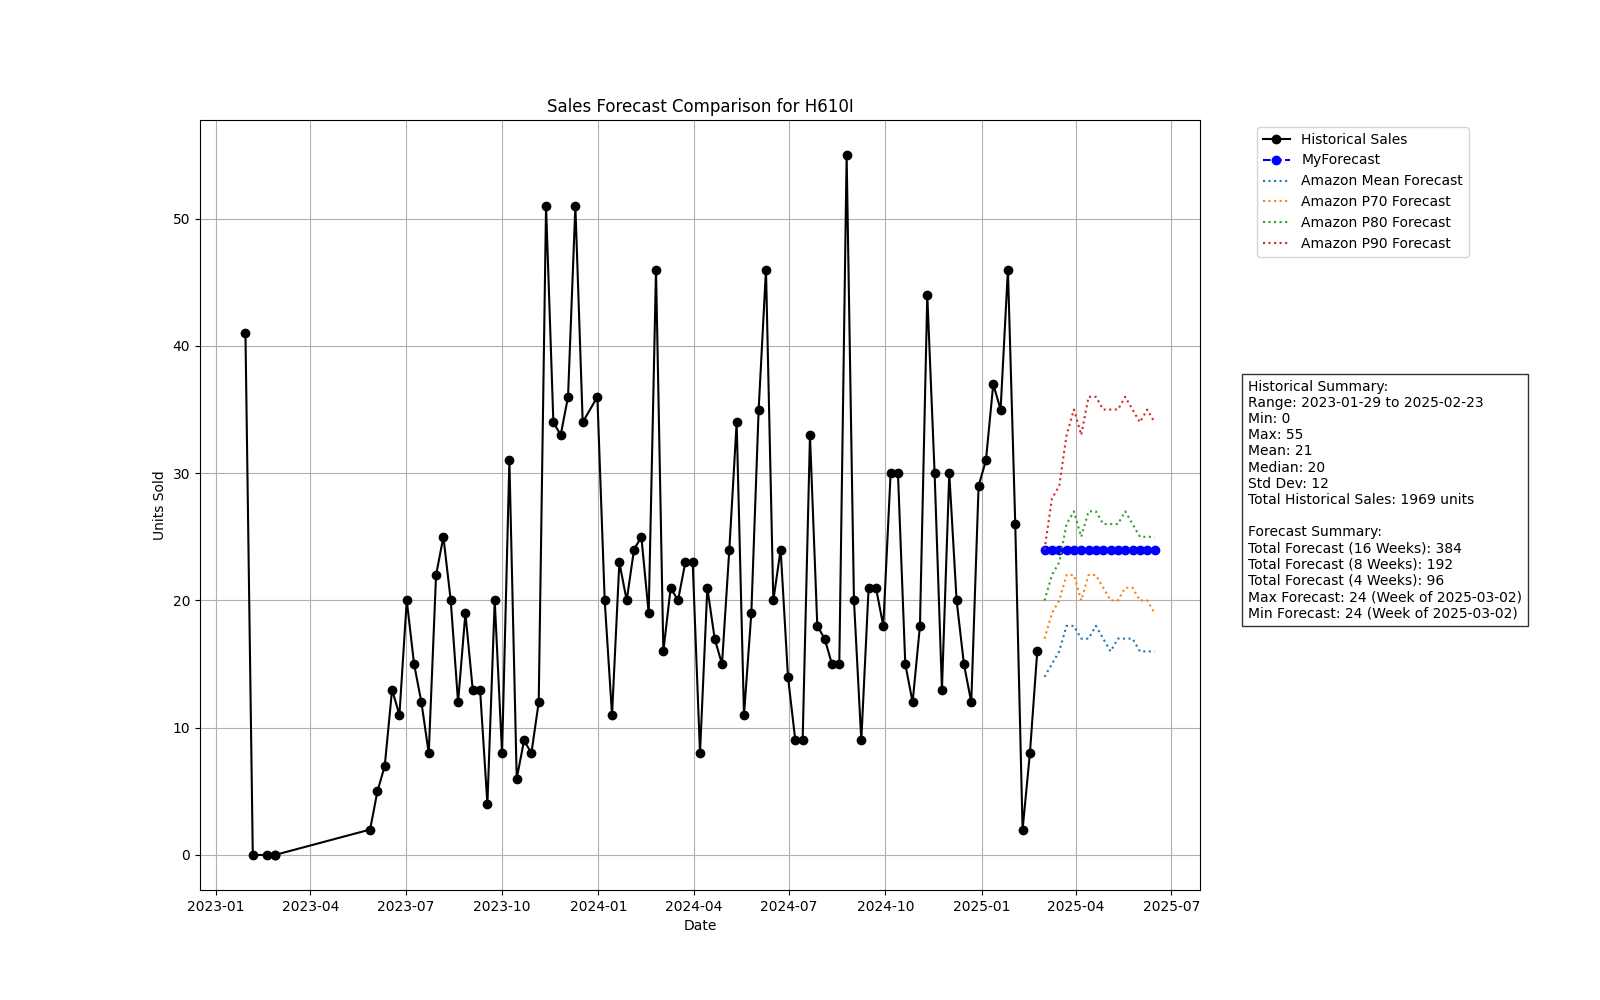 Sales Forecast Comparison for H610I
Historical Sales
MyForecast
Amazon Mean Forecast
Amazon P70 Forecast
Amazon P80 Forecast
Amazon P90 Forecast
50
40
30
20
10
0
Units Sold
2023-01
2023-04
2023-07
2023-10
2024-01
2024-04
2024-07
2024-10
2025-01
2025-04
2025-07
Date
Historical Summary:
Range: 2023-01-29 to 2025-02-23
Min: 0
Max: 55
Mean: 21
Median: 20
Std Dev: 12
Total Historical Sales: 1969 units
Forecast Summary:
Total Forecast (16 Weeks): 384
Total Forecast (8 Weeks): 192
Total Forecast (4 Weeks): 96
Max Forecast: 24 (Week of 2025-03-02)
Min Forecast: 24 (Week of 2025-03-02)